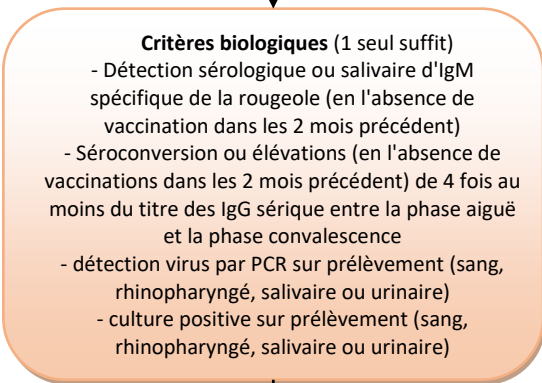 Critères biologiques (1 seul suffit)
- Détection sérologique ou salivaire d'IgM
spécifique de la rougeole (en l'absence de
vaccination dans les 2 mois précédent)
- Séroconversion ou élévations (en l'absence de
vaccinations dans les 2 mois précédent) de 4 fois au
moins du titre des IgG sérique entre la phase aiguë
et la phase convalescence
- détection virus par PCR sur prélèvement (sang,
rhinopharyngé, salivaire ou urinaire)
- culture positive sur prélèvement (sang,
rhinopharyngé, salivaire ou urinaire)